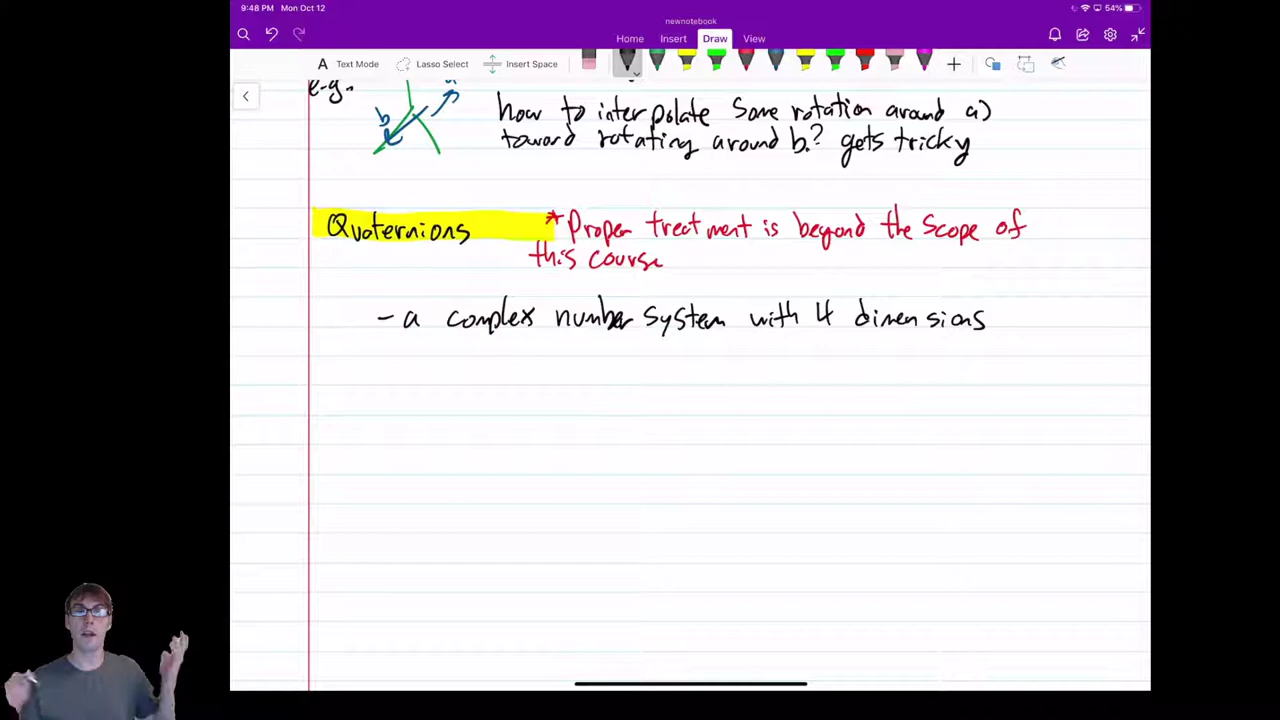 9:48 PM Mon Oct 12
54%
newnotebook
Home Insert Draw View
Text Mode Lasso Select Insert Space
e.g.
a
b
how to interpolate some rotation around a)
toward rotating around b.? gets tricky
Quaternions *Proper treatment is beyond the scope of
this course
- a complex number system with 4 dimensions